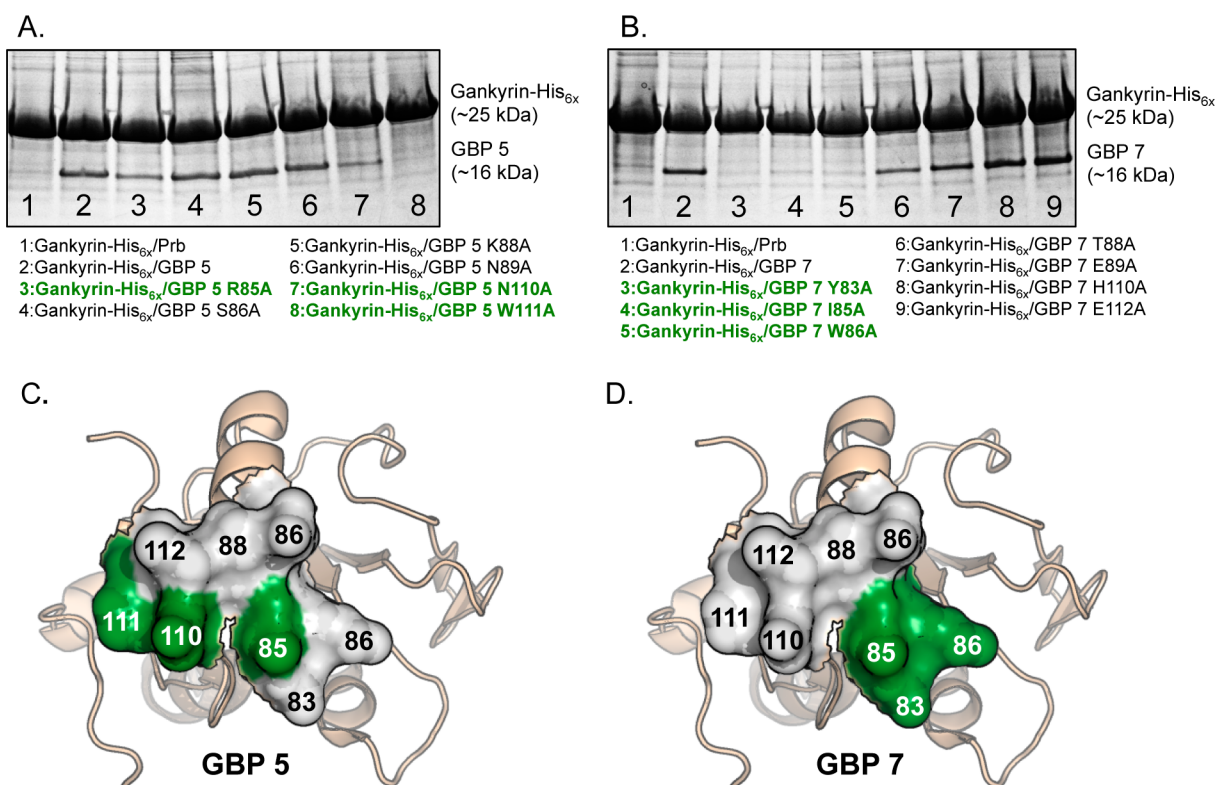 A.
Gankyrin-His6x
(~25 kDa)
GBP 5
(~16 kDa)
1 2 3 4 5 6 7 8
1:Gankyrin-His6x/Prb
2:Gankyrin-His6x/GBP 5
3:Gankyrin-His6x/GBP 5 R85A
4:Gankyrin-His6x/GBP 5 S86A
5:Gankyrin-His6x/GBP 5 K88A
6:Gankyrin-His6x/GBP 5 N89A
7:Gankyrin-His6x/GBP 5 N110A
8:Gankyrin-His6x/GBP 5 W111A
B.
Gankyrin-His6x
(~25 kDa)
GBP 7
(~16 kDa)
1 2 3 4 5 6 7 8 9
1:Gankyrin-His6x/Prb
2:Gankyrin-His6x/GBP 7
3:Gankyrin-His6x/GBP 7 Y83A
4:Gankyrin-His6x/GBP 7 I85A
5:Gankyrin-His6x/GBP 7 W86A
6:Gankyrin-His6x/GBP 7 T88A
7:Gankyrin-His6x/GBP 7 E89A
8:Gankyrin-His6x/GBP 7 H110A
9:Gankyrin-His6x/GBP 7 E112A
C.
112 88 86
111 110 85 86
83
GBP 5
D.
112 88 86
111 110 85 86
83
GBP 7